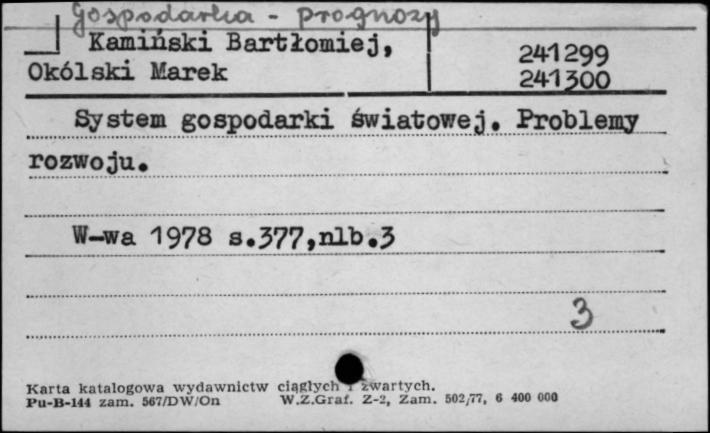 Gospodarka - prognozy
Kamiński Bartłomiej,
241299
Okólski Marek
241300
System gospodarki światowej. Problemy
rozwoju.
W-wa 1978 s.377,nlb.3
3
Karta katalogowa wydawnictw ciągłych i zwartych.
Pu-B-144 zam. 567/DW/On W.Z.Graf. Z-2, Zam. 502/77, 6 400 000